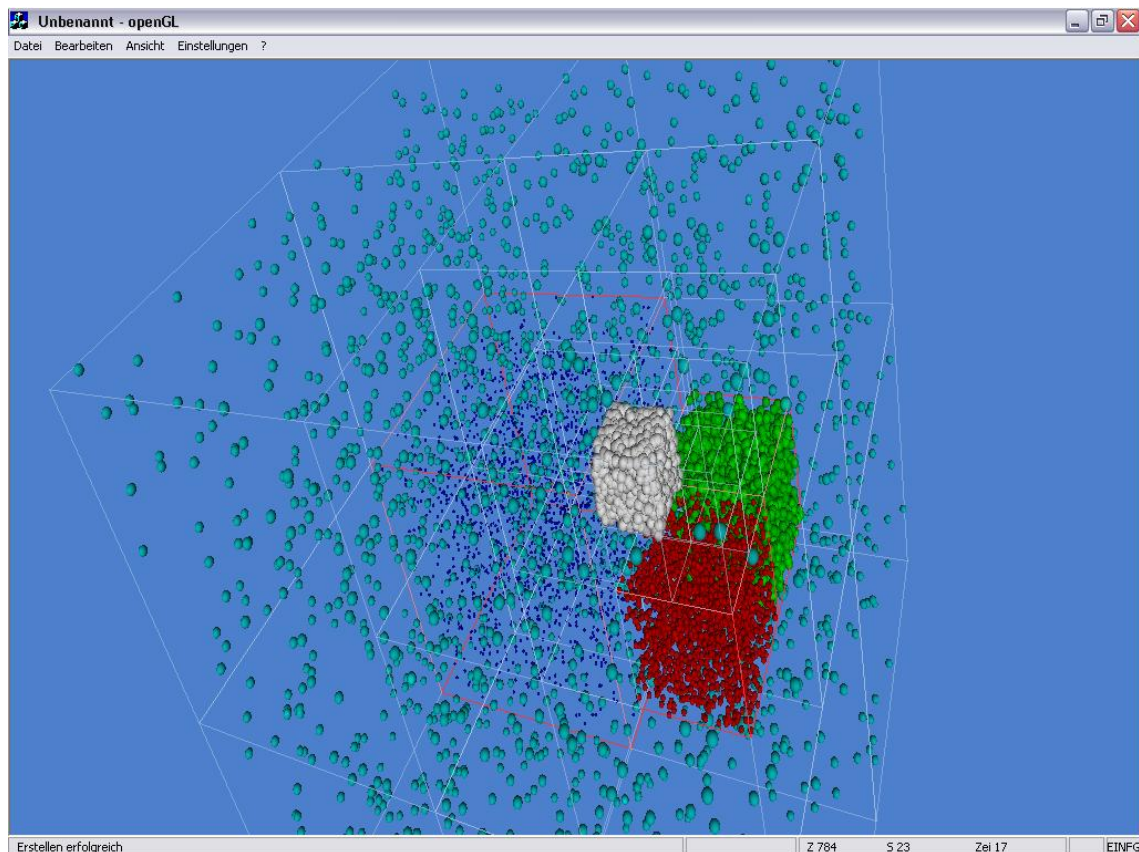 Unbenannt - openGL
Datei Bearbeiten Ansicht Einstellungen ?
Erstellen erfolgreich Z 784 S 23 Zei 17 EINFG